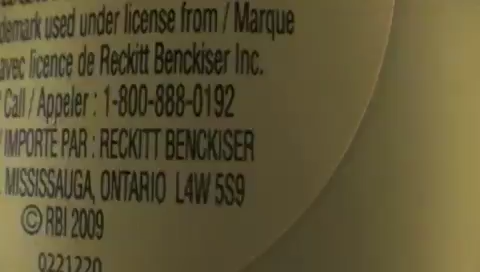 demark used under license from / Marque
avec licence de Reckitt Benckiser Inc.
Call / Appeler : 1-800-888-0192
/ IMPORTÉ PAR : RECKITT BENCKISER
MISSISSAUGA, ONTARIO L4W 5S9
© RBI 2009
0221220